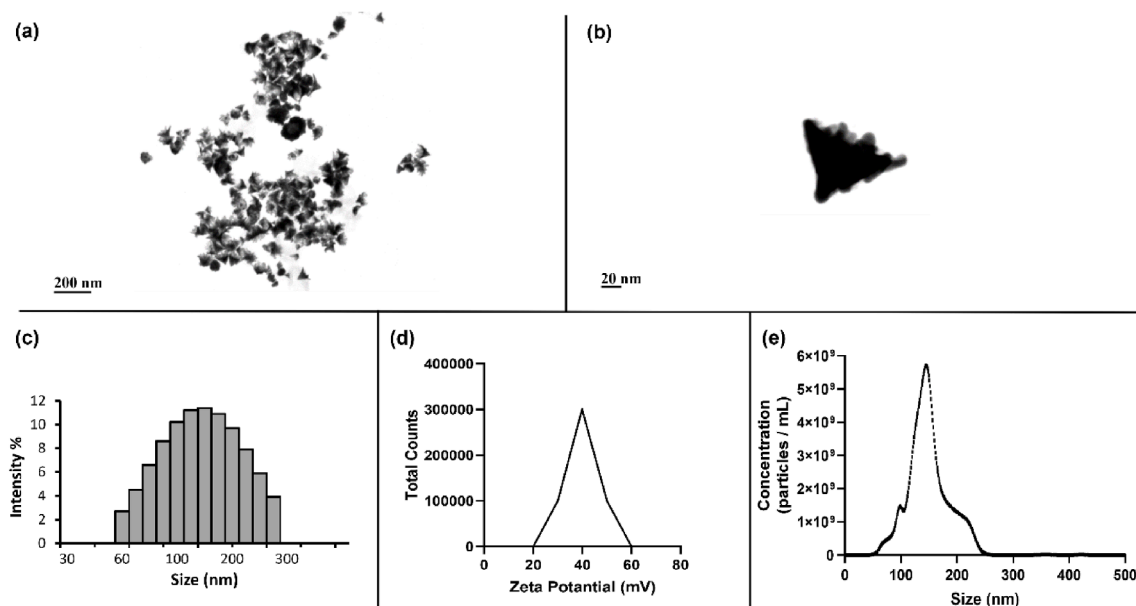 (a)
200 nm
(b)
20 nm
(c)
Intensity %
12
10
8
6
4
2
0
30 60 100 200 300
Size (nm)
(d)
Total Counts
400000
300000
200000
100000
0
0 20 40 60 80
Zeta Potantial (mV)
(e)
Concentration
(particles / mL)
6×10⁹
5×10⁹
4×10⁹
3×10⁹
2×10⁹
1×10⁹
0
0 100 200 300 400 500
Size (nm)